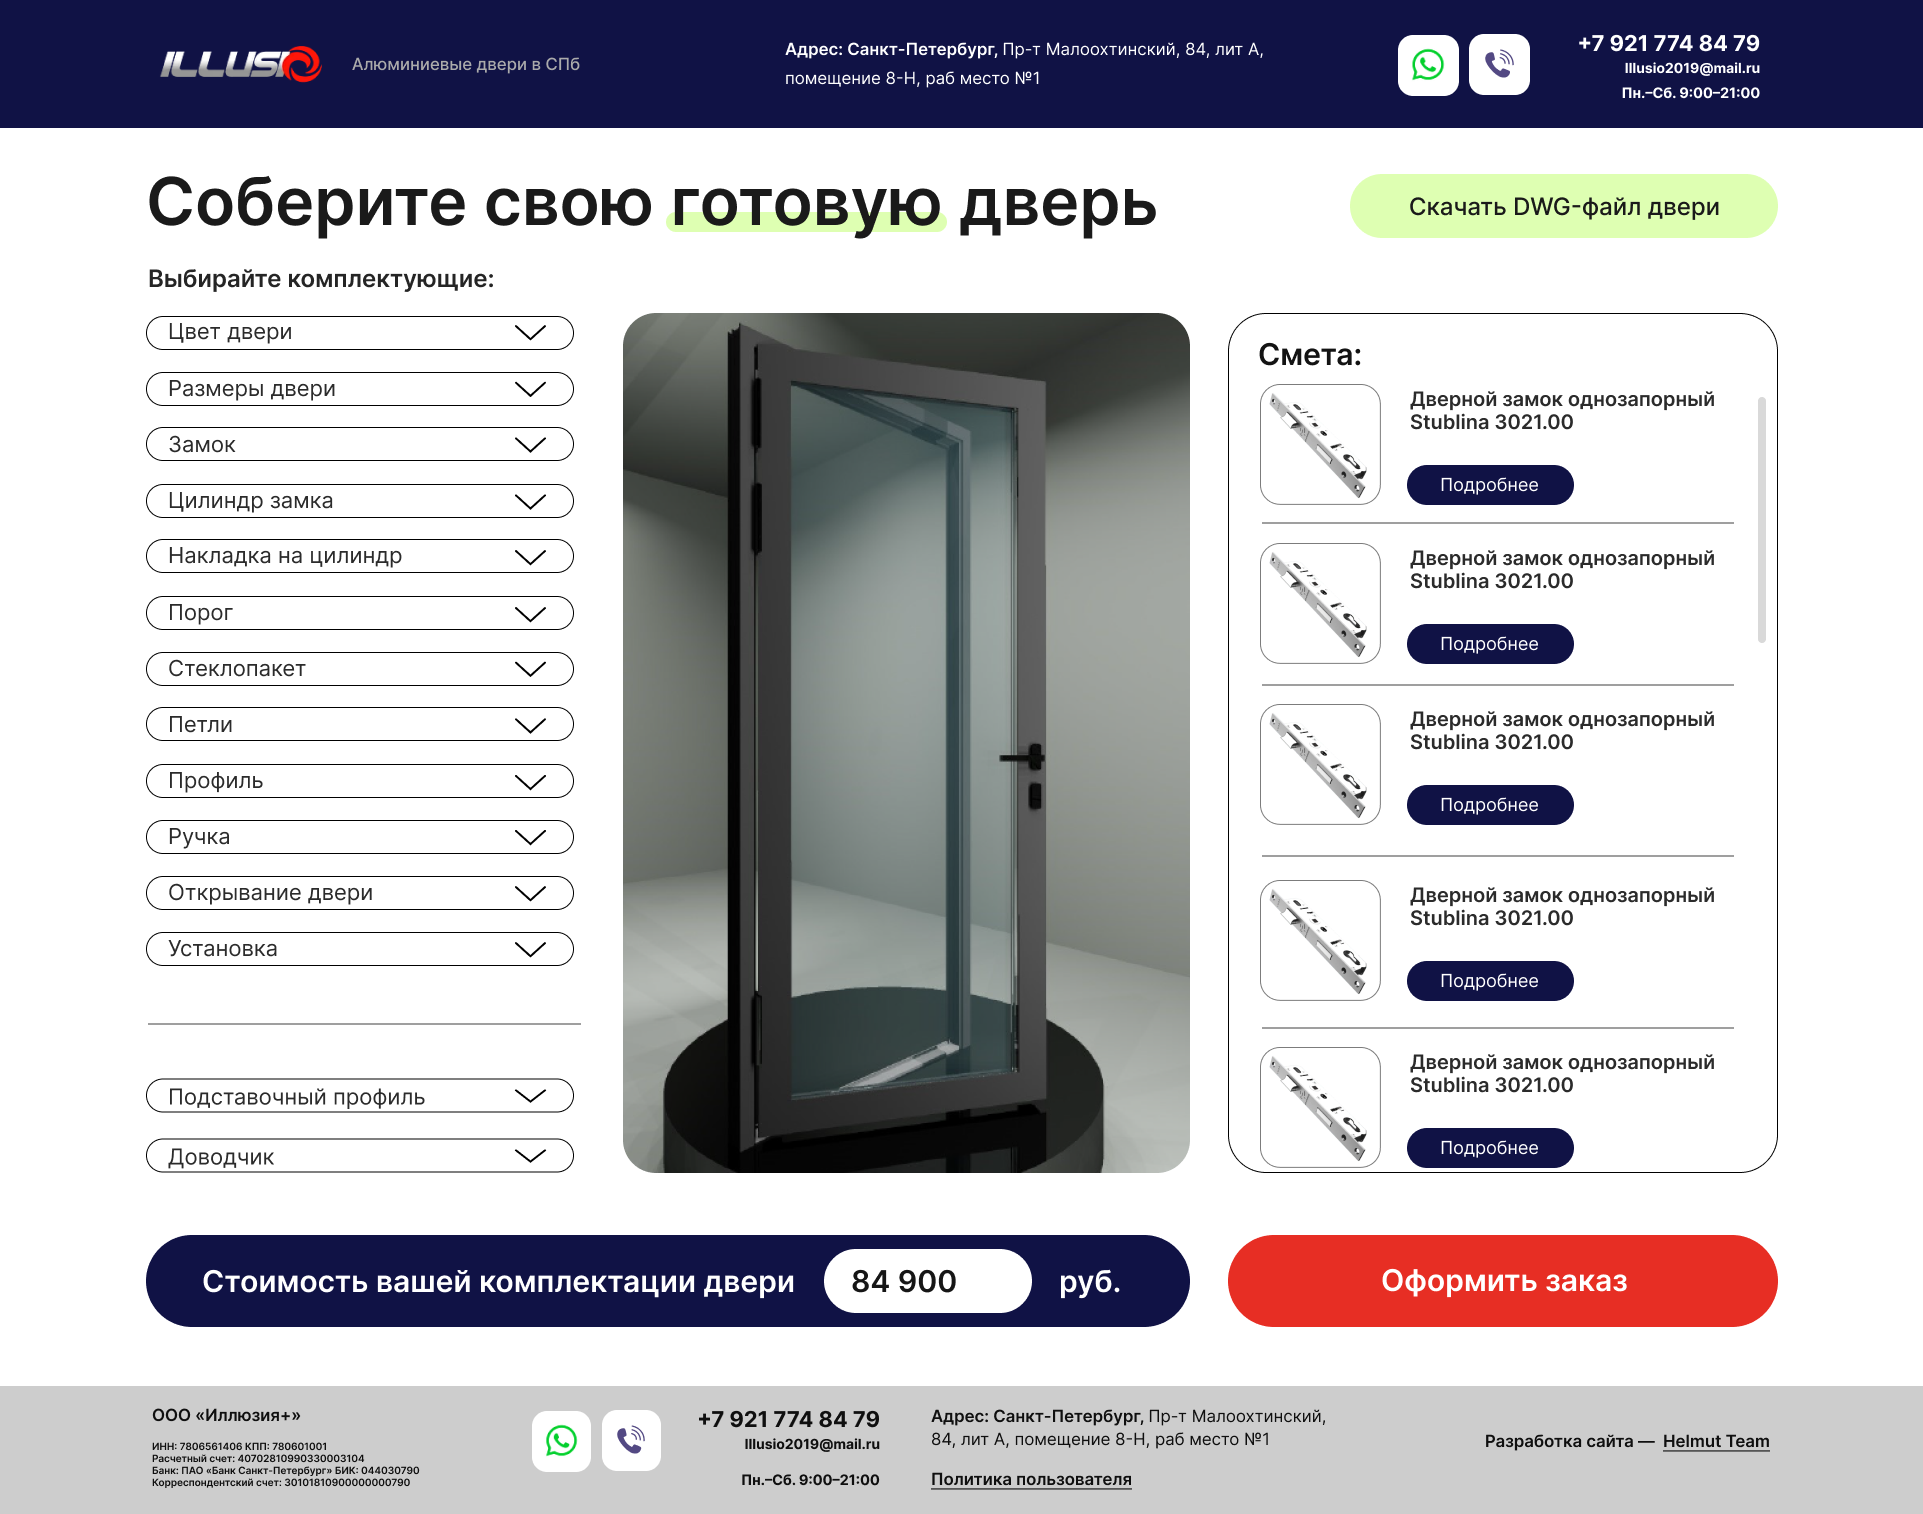 ILLUSIO
Алюминиевые двери в СПб
Адрес: Санкт-Петербург, Пр-т Малоохтинский, 84, лит А,
помещение 8-Н, раб место №1
+7 921 774 84 79
Illusio2019@mail.ru
Пн.–Сб. 9:00–21:00
Соберите свою готовую дверь
Скачать DWG-файл двери
Выбирайте комплектующие:
Цвет двери
Размеры двери
Замок
Цилиндр замка
Накладка на цилиндр
Порог
Стеклопакет
Петли
Профиль
Ручка
Открывание двери
Установка
Подставочный профиль
Доводчик
Смета:
Дверной замок однозапорный
Stublina 3021.00
Подробнее
Дверной замок однозапорный
Stublina 3021.00
Подробнее
Дверной замок однозапорный
Stublina 3021.00
Подробнее
Дверной замок однозапорный
Stublina 3021.00
Подробнее
Дверной замок однозапорный
Stublina 3021.00
Подробнее
Стоимость вашей комплектации двери 84 900 руб.
Оформить заказ
ООО «Иллюзия+»
ИНН: 7806561406 КПП: 780601001
Расчетный счет: 40702810990330003104
Банк: ПАО «Банк Санкт-Петербург» БИК: 044030790
Корреспондентский счет: 30101810900000000790
+7 921 774 84 79
Illusio2019@mail.ru
Пн.–Сб. 9:00–21:00
Адрес: Санкт-Петербург, Пр-т Малоохтинский,
84, лит А, помещение 8-Н, раб место №1
Политика пользователя
Разработка сайта — Helmut Team